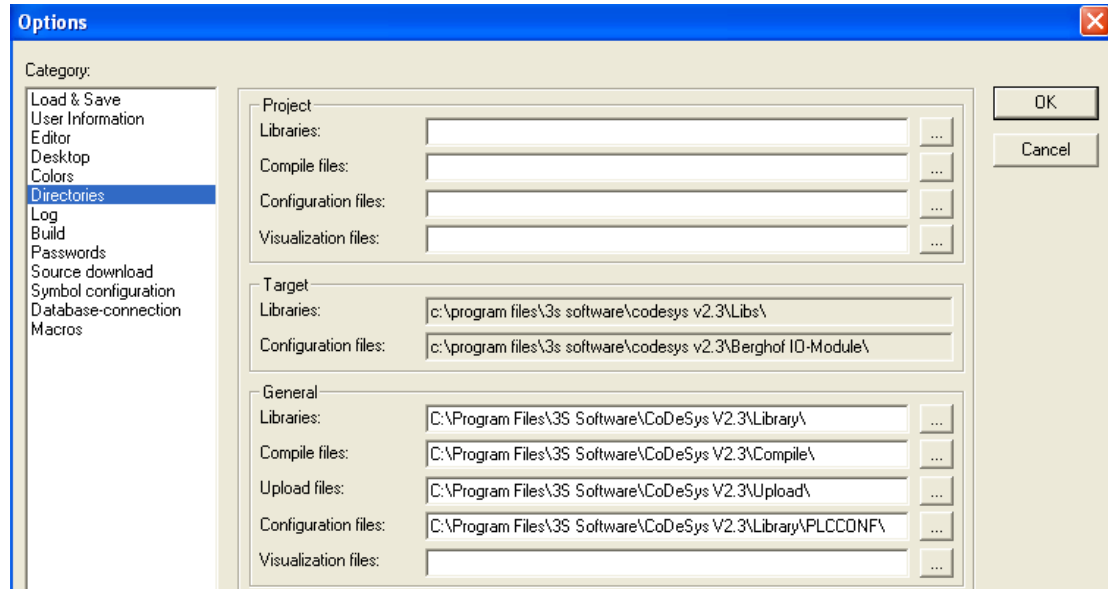 Options
Category:
Load & Save
User Information
Editor
Desktop
Colors
Directories
Log
Build
Passwords
Source download
Symbol configuration
Database-connection
Macros
Project
Libraries:
...
Compile files:
...
Configuration files:
...
Visualization files:
...
Target
Libraries: c:\program files\3s software\codesys v2.3\Libs\
Configuration files: c:\program files\3s software\codesys v2.3\Berghof IO-Module\
General
Libraries: C:\Program Files\3S Software\CoDeSys V2.3\Library\ ...
Compile files: C:\Program Files\3S Software\CoDeSys V2.3\Compile\ ...
Upload files: C:\Program Files\3S Software\CoDeSys V2.3\Upload\ ...
Configuration files: C:\Program Files\3S Software\CoDeSys V2.3\Library\PLCCONF\ ...
Visualization files: ...
OK
Cancel